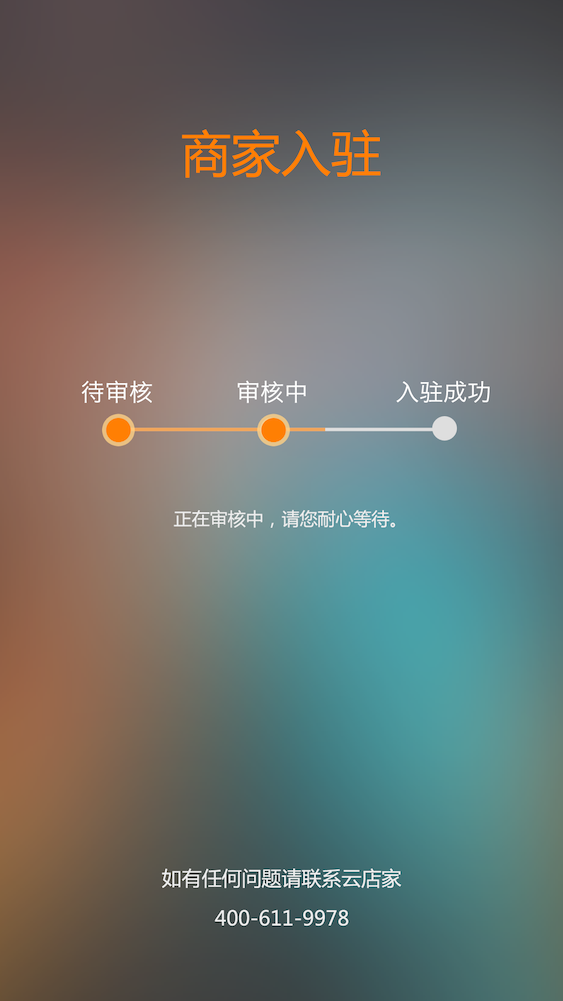 商家入驻
待审核 审核中 入驻成功
正在审核中，请您耐心等待。
如有任何问题请联系云店家
400-611-9978